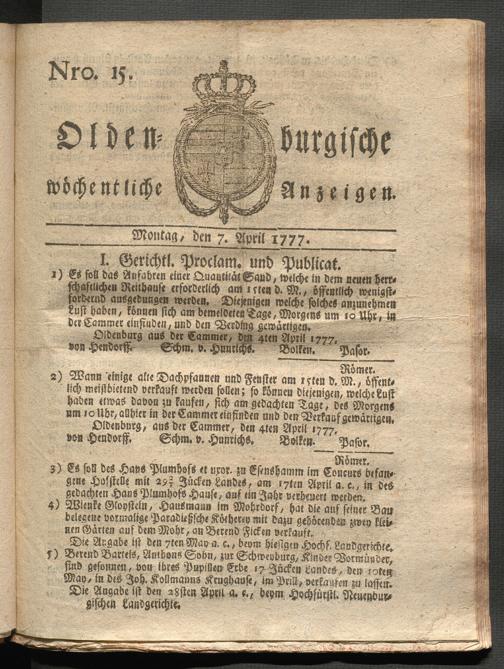 Nro. 15.
Olden- burgische
wöchentliche Anzeigen.
Montag, den 7. April 1777.
I. Gerichtl. Proclam. und Publicat.
1) Es soll das Anfahren einer Quantität Sand, welche in dem neuen herr-
schaftlichen Reithause erforderlich am 15ten d. M., öffentlich wenigst-
fordernd ausgedungen werden. Diejenigen welche solches anzunehmen
Lust haben, können sich am bemeldeten Tage, Morgens um 10 Uhr, in
der Cammer einfinden, und den Verding gewärtigen.
Oldenburg aus der Cammer, den 4ten April 1777.
von Hendorff. Schm. v. Hunrichs. Bolken. Pasor.
Römer.
2) Wann einige alte Dachpfannen und Fenster am 15ten d. M., öffent-
lich meistbietend verkauft werden sollen; so können diejenigen, welche Lust
haben etwas davon zu kaufen, sich am gedachten Tage, des Morgens
um 10 Uhr, allhier in der Cammer einfinden und den Verkauf gewärtigen.
Oldenburg, aus der Cammer, den 4ten April 1777.
von Hendorff. Schm. v. Hunrichs. Bolken. Pasor.
Römer.
3) Es soll des Hans Plumhofs et uxor. zu Esenshamm im Concurs befan-
gene Hofstelle mit 29 2/3 Jücken Landes, am 17ten April a. c., in des
gedachten Hans Plumhofs Hause, auf ein Jahr verheuert werden.
4) Wienke Gloystein, Hausmann im Mohrdorf, hat die auf seiner Bau
belegene vormalige Paradiessche Kötherey mit dazu gehörenden zwey klei-
nen Gärten auf dem Mohr, an Berend Ficken verkauft.
Die Angabe ist den 7ten May a. c., beym hiesigen Hochf. Landgerichte.
5) Berend Bartels, Anthons Sohn, zur Schweyburg, Kinder Vormünder,
sind gesonnen, von ihres Pupillen Erbe 17 Jücken Landes, den 10ten
May, in des Joh. Kollmanns Krughause, im Prill, verkaufen zu lassen.
Die Angabe ist den 28sten April a. c., beym Hochfürstl. Neuenbur-
gischen Landgerichte.